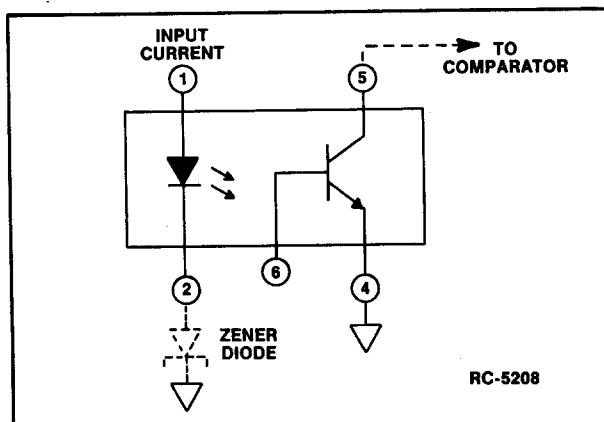 INPUT
CURRENT
1
5
TO
COMPARATOR
6
2
4
ZENER
DIODE
RC-5208